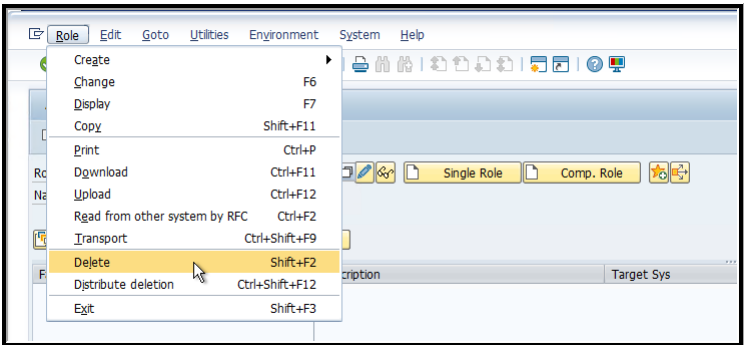 Role Edit Goto Utilities Environment System Help
Create
Change F6
Display F7
Copy Shift+F11
Print Ctrl+P
Download Ctrl+F11
Upload Ctrl+F12
Read from other system by RFC Ctrl+F2
Transport Ctrl+Shift+F9
Delete Shift+F2
Distribute deletion Ctrl+Shift+F12
Exit Shift+F3
Single Role Comp. Role
Target Sys